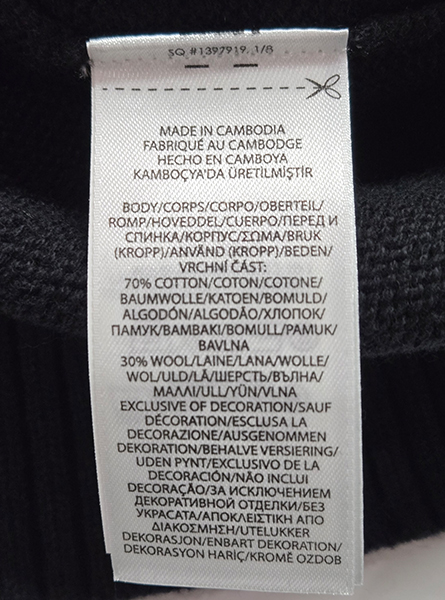 SQ #1397919, 1/8
MADE IN CAMBODIA
FABRIQUÉ AU CAMBODGE
HECHO EN CAMBOYA
KAMBOÇYA'DA ÜRETİLMİŞTİR
BODY/CORPS/CORPO/OBERTEIL/
ROMP/HOVEDDEL/CUERPO/ПЕРЕД И
СПИНКА/КОРПУС/ΣΩΜΑ/BRUK
(KROPP)/ANVÄND (KROPP)/BEDEN/
VRCHNÍ ČÁST:
70% COTTON/COTON/COTONE/
BAUMWOLLE/KATOEN/BOMULD/
ALGODÓN/ALGODÃO/ХЛОПОК/
ПАМУК/ΒΑΜΒΑΚΙ/BOMULL/PAMUK/
BAVLNA
30% WOOL/LAINE/LANA/WOLLE/
WOL/ULD/LÃ/ШЕРСТЬ/ВЪЛНА/
ΜΑΛΛΙ/ULL/YÜN/VLNA
EXCLUSIVE OF DECORATION/SAUF
DÉCORATION/ESCLUSA LA
DECORAZIONE/AUSGENOMMEN
DEKORATION/BEHALVE VERSIERING/
UDEN PYNT/EXCLUSIVO DE LA
DECORACIÓN/NÃO INCLUI
DECORAÇÃO/ЗА ИСКЛЮЧЕНИЕМ
ДЕКОРАТИВНОЙ ОТДЕЛКИ/БЕЗ
УКРАСАТА/ΑΠΟΚΛΕΙΣΤΙΚΗ ΑΠΟ
ΔΙΑΚΟΣΜΗΣΗ/UTELUKKER
DEKORASJON/ENBART DEKORATION/
DEKORASYON HARİÇ/KROMĚ OZDOB